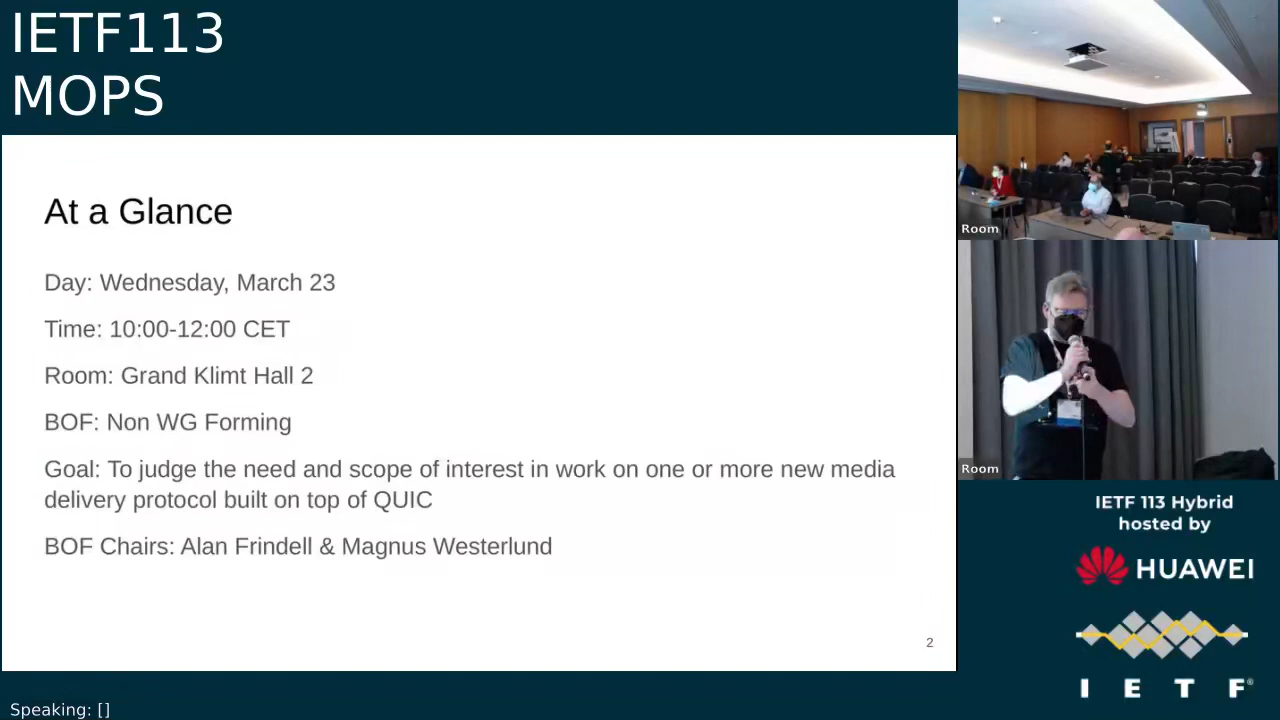 IETF113
MOPS
At a Glance
Day: Wednesday, March 23
Time: 10:00-12:00 CET
Room: Grand Klimt Hall 2
BOF: Non WG Forming
Goal: To judge the need and scope of interest in work on one or more new media
delivery protocol built on top of QUIC
BOF Chairs: Alan Frindell & Magnus Westerlund
2
Speaking: []
Room
Room
IETF 113 Hybrid
hosted by
HUAWEI
I E T F®